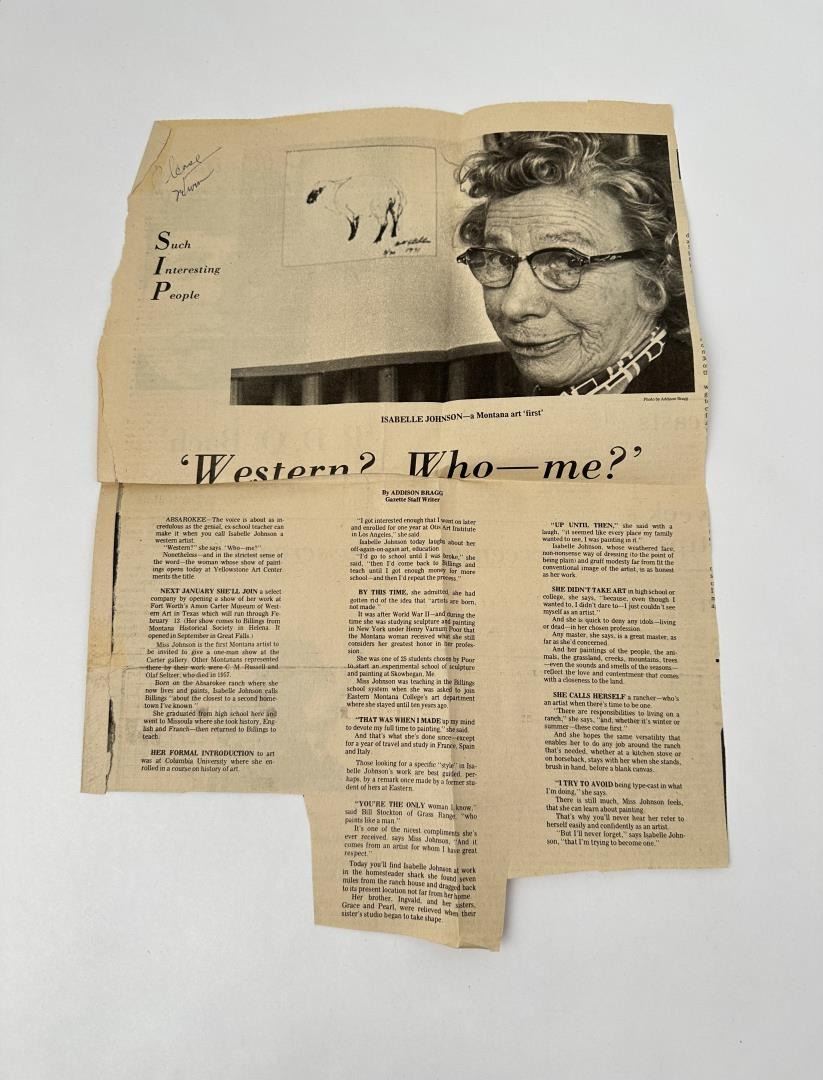 Please
Such
Interesting
People
1971
Photo by Addison Bragg
ISABELLE JOHNSON—a Montana art 'first'
'Western? Who—me?'
By ADDISON BRAGG
Gazette Staff Writer
ABSAROKEE—The voice is about as in-
credulous as the genial, ex-school teacher can
make it when you call Isabelle Johnson a
western artist.
"Western?" she says. "Who—me?"
Nonetheless—and in the strictest sense of
the word—the woman whose show of paint-
ings opens today at Yellowstone Art Center
merits the title.
NEXT JANUARY SHE'LL JOIN a select
company by opening a show of her work at
Fort Worth's Amon Carter Museum of West-
ern Art in Texas which will run through Fe-
bruary 13. (Her show comes to Billings from
Montana Historical Society in Helena. It
opened in September in Great Falls.)
Miss Johnson is the first Montana artist to
be invited to give a one-man show at the
Carter gallery. Other Montanans represented
there by their work were C. M. Russell and
Olaf Seltzer, who died in 1957.
Born on the Absarokee ranch where she
now lives and paints, Isabelle Johnson calls
Billings "about the closest to a second home-
town I've known."
She graduated from high school here and
went to Missoula where she took history, Eng-
lish and French—then returned to Billings to
teach.
HER FORMAL INTRODUCTION to art
was at Columbia University where she en-
rolled in a course on history of art.
"I got interested enough that I went on later
and enrolled for one year at Otis Art Institute
in Los Angeles," she said.
Isabelle Johnson today laughs about her
off-again-on-again art, education
"I'd go to school until I was broke," she
said, "then I'd come back to Billings and
teach until I got enough money for more
school—and then I'd repeat the process."
BY THIS TIME, she admitted, she had
gotten rid of the idea that "artists are born,
not made."
It was after World War II—and during the
time she was studying sculpture and painting
in New York under Henry Varnum Poor that
the Montana woman received what she still
considers her greatest honor in her profes-
sion.
She was one of 25 students chosen by Poor
to start an experimental school of sculpture
and painting at Skowhegan, Me.
Miss Johnson was teaching in the Billings
school system when she was asked to join
Eastern Montana College's art department
where she stayed until ten years ago.
"THAT WAS WHEN I MADE up my mind
to devote my full time to painting," she said.
And that's what she's done since—except
for a year of travel and study in France, Spain
and Italy.
Those looking for a specific "style" in Isa-
belle Johnson's work are best guided, per-
haps, by a remark once made by a former stu-
dent of hers at Eastern.
"YOU'RE THE ONLY woman I know,"
said Bill Stockton of Grass Range, "who
paints like a man."
It's one of the nicest compliments she's
ever received, says Miss Johnson, "And it
comes from an artist for whom I have great
respect."
Today you'll find Isabelle Johnson at work
in the homesteader shack she found seven
miles from the ranch house and dragged back
to its present location not far from her home.
Her brother, Ingvald, and her sisters,
Grace and Pearl, were relieved when their
sister's studio began to take shape.
"UP UNTIL THEN," she said with a
laugh, "it seemed like every place my family
wanted to use, I was painting in it."
Isabelle Johnson, whose weathered face,
non-nonsense way of dressing (to the point of
being plain) and gruff modesty far from fit the
conventional image of the artist, is as honest
as her work.
SHE DIDN'T TAKE ART in high school or
college, she says, "because, even though I
wanted to, I didn't dare to—I just couldn't see
myself as an artist."
And she is quick to deny any idols—living
or dead—in her chosen profession.
Any master, she says, is a great master, as
far as she'd concerned.
And her paintings of the people, the ani-
mals, the grassland, creeks, mountains, trees
—even the sounds and smells of the seasons—
reflect the love and contentment that comes
with a closeness to the land.
SHE CALLS HERSELF a rancher—who's
an artist when there's time to be one.
"There are responsibilities to living on a
ranch," she says, "and, whether it's winter or
summer—these come first."
And she hopes the same versatility that
enables her to do any job around the ranch
that's needed, whether at a kitchen stove or
on horseback, stays with her when she stands,
brush in hand, before a blank canvas.
"I TRY TO AVOID being type-cast in what
I'm doing," she says.
There is still much, Miss Johnson feels,
that she can learn about painting.
That's why you'll never hear her refer to
herself easily and confidently as an artist.
"But I'll never forget," says Isabelle John-
son, "that I'm trying to become one."